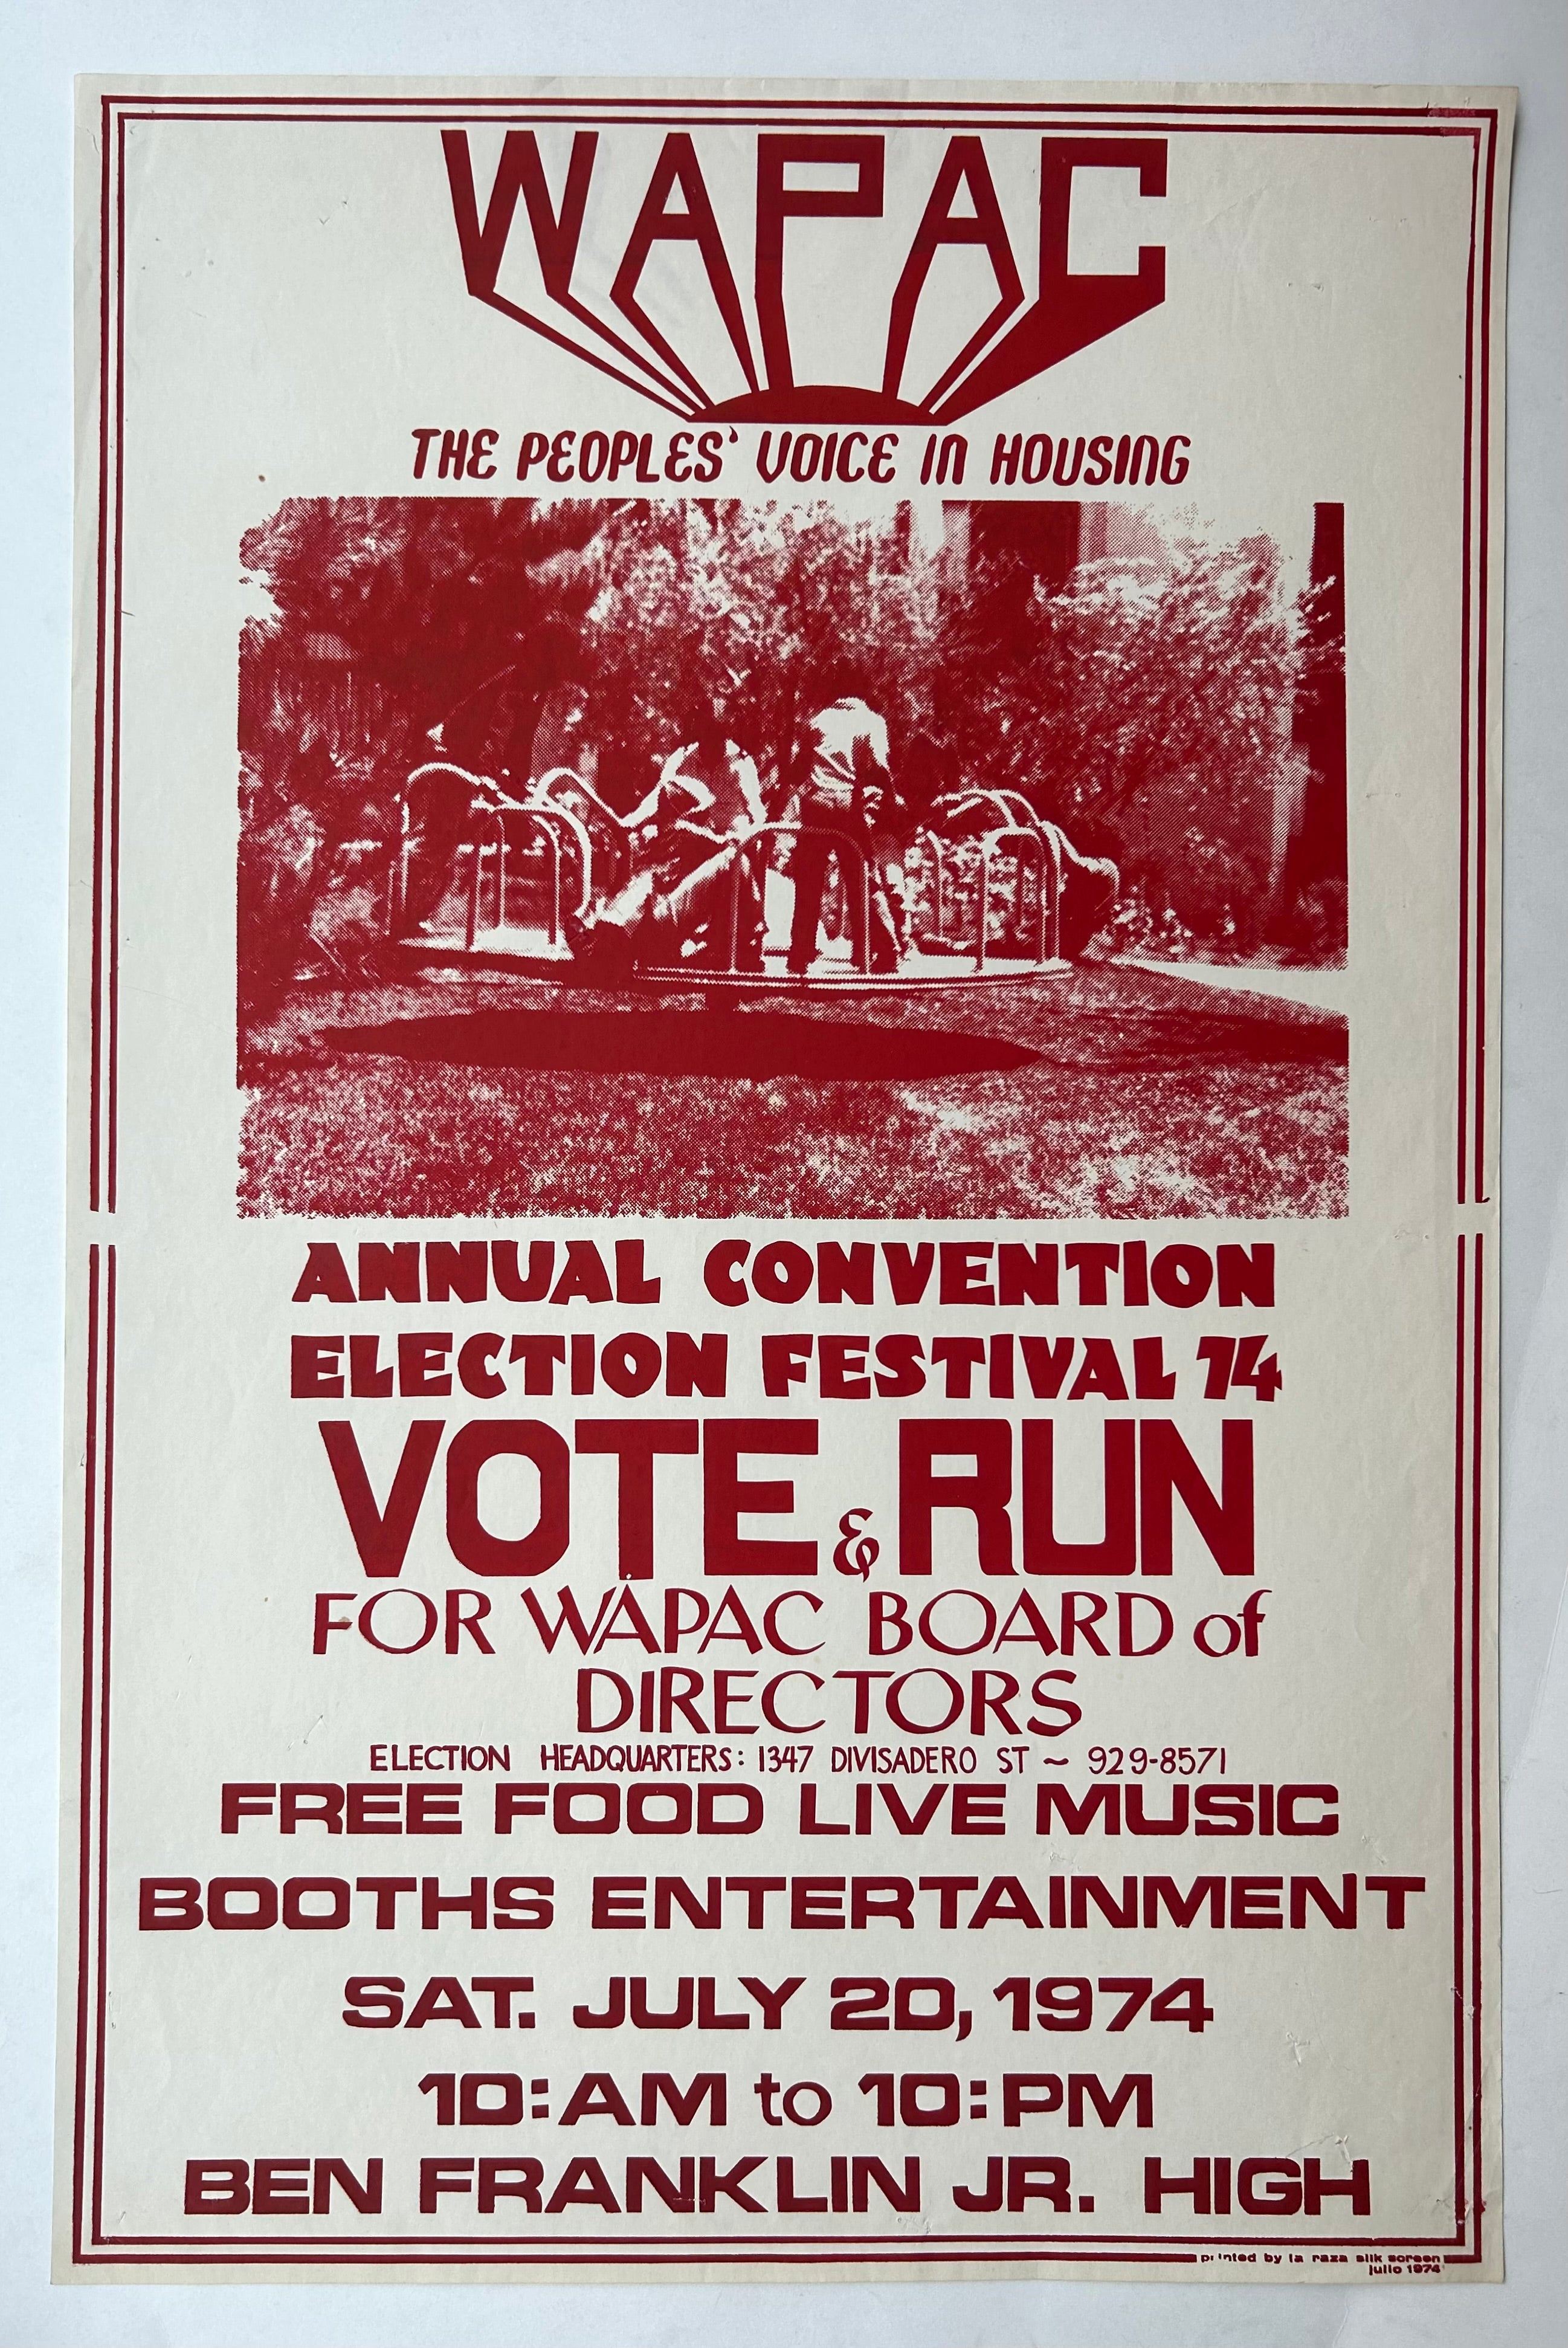 WAPAC
THE PEOPLES' VOICE IN HOUSING
ANNUAL CONVENTION
ELECTION FESTIVAL 74
VOTE & RUN
FOR WAPAC BOARD of
DIRECTORS
ELECTION HEADQUARTERS: 1347 DIVISADERO ST ~ 929-8571
FREE FOOD LIVE MUSIC
BOOTHS ENTERTAINMENT
SAT. JULY 20, 1974
10:AM to 10:PM
BEN FRANKLIN JR. HIGH
printed by la raza silk screen
julio 1974